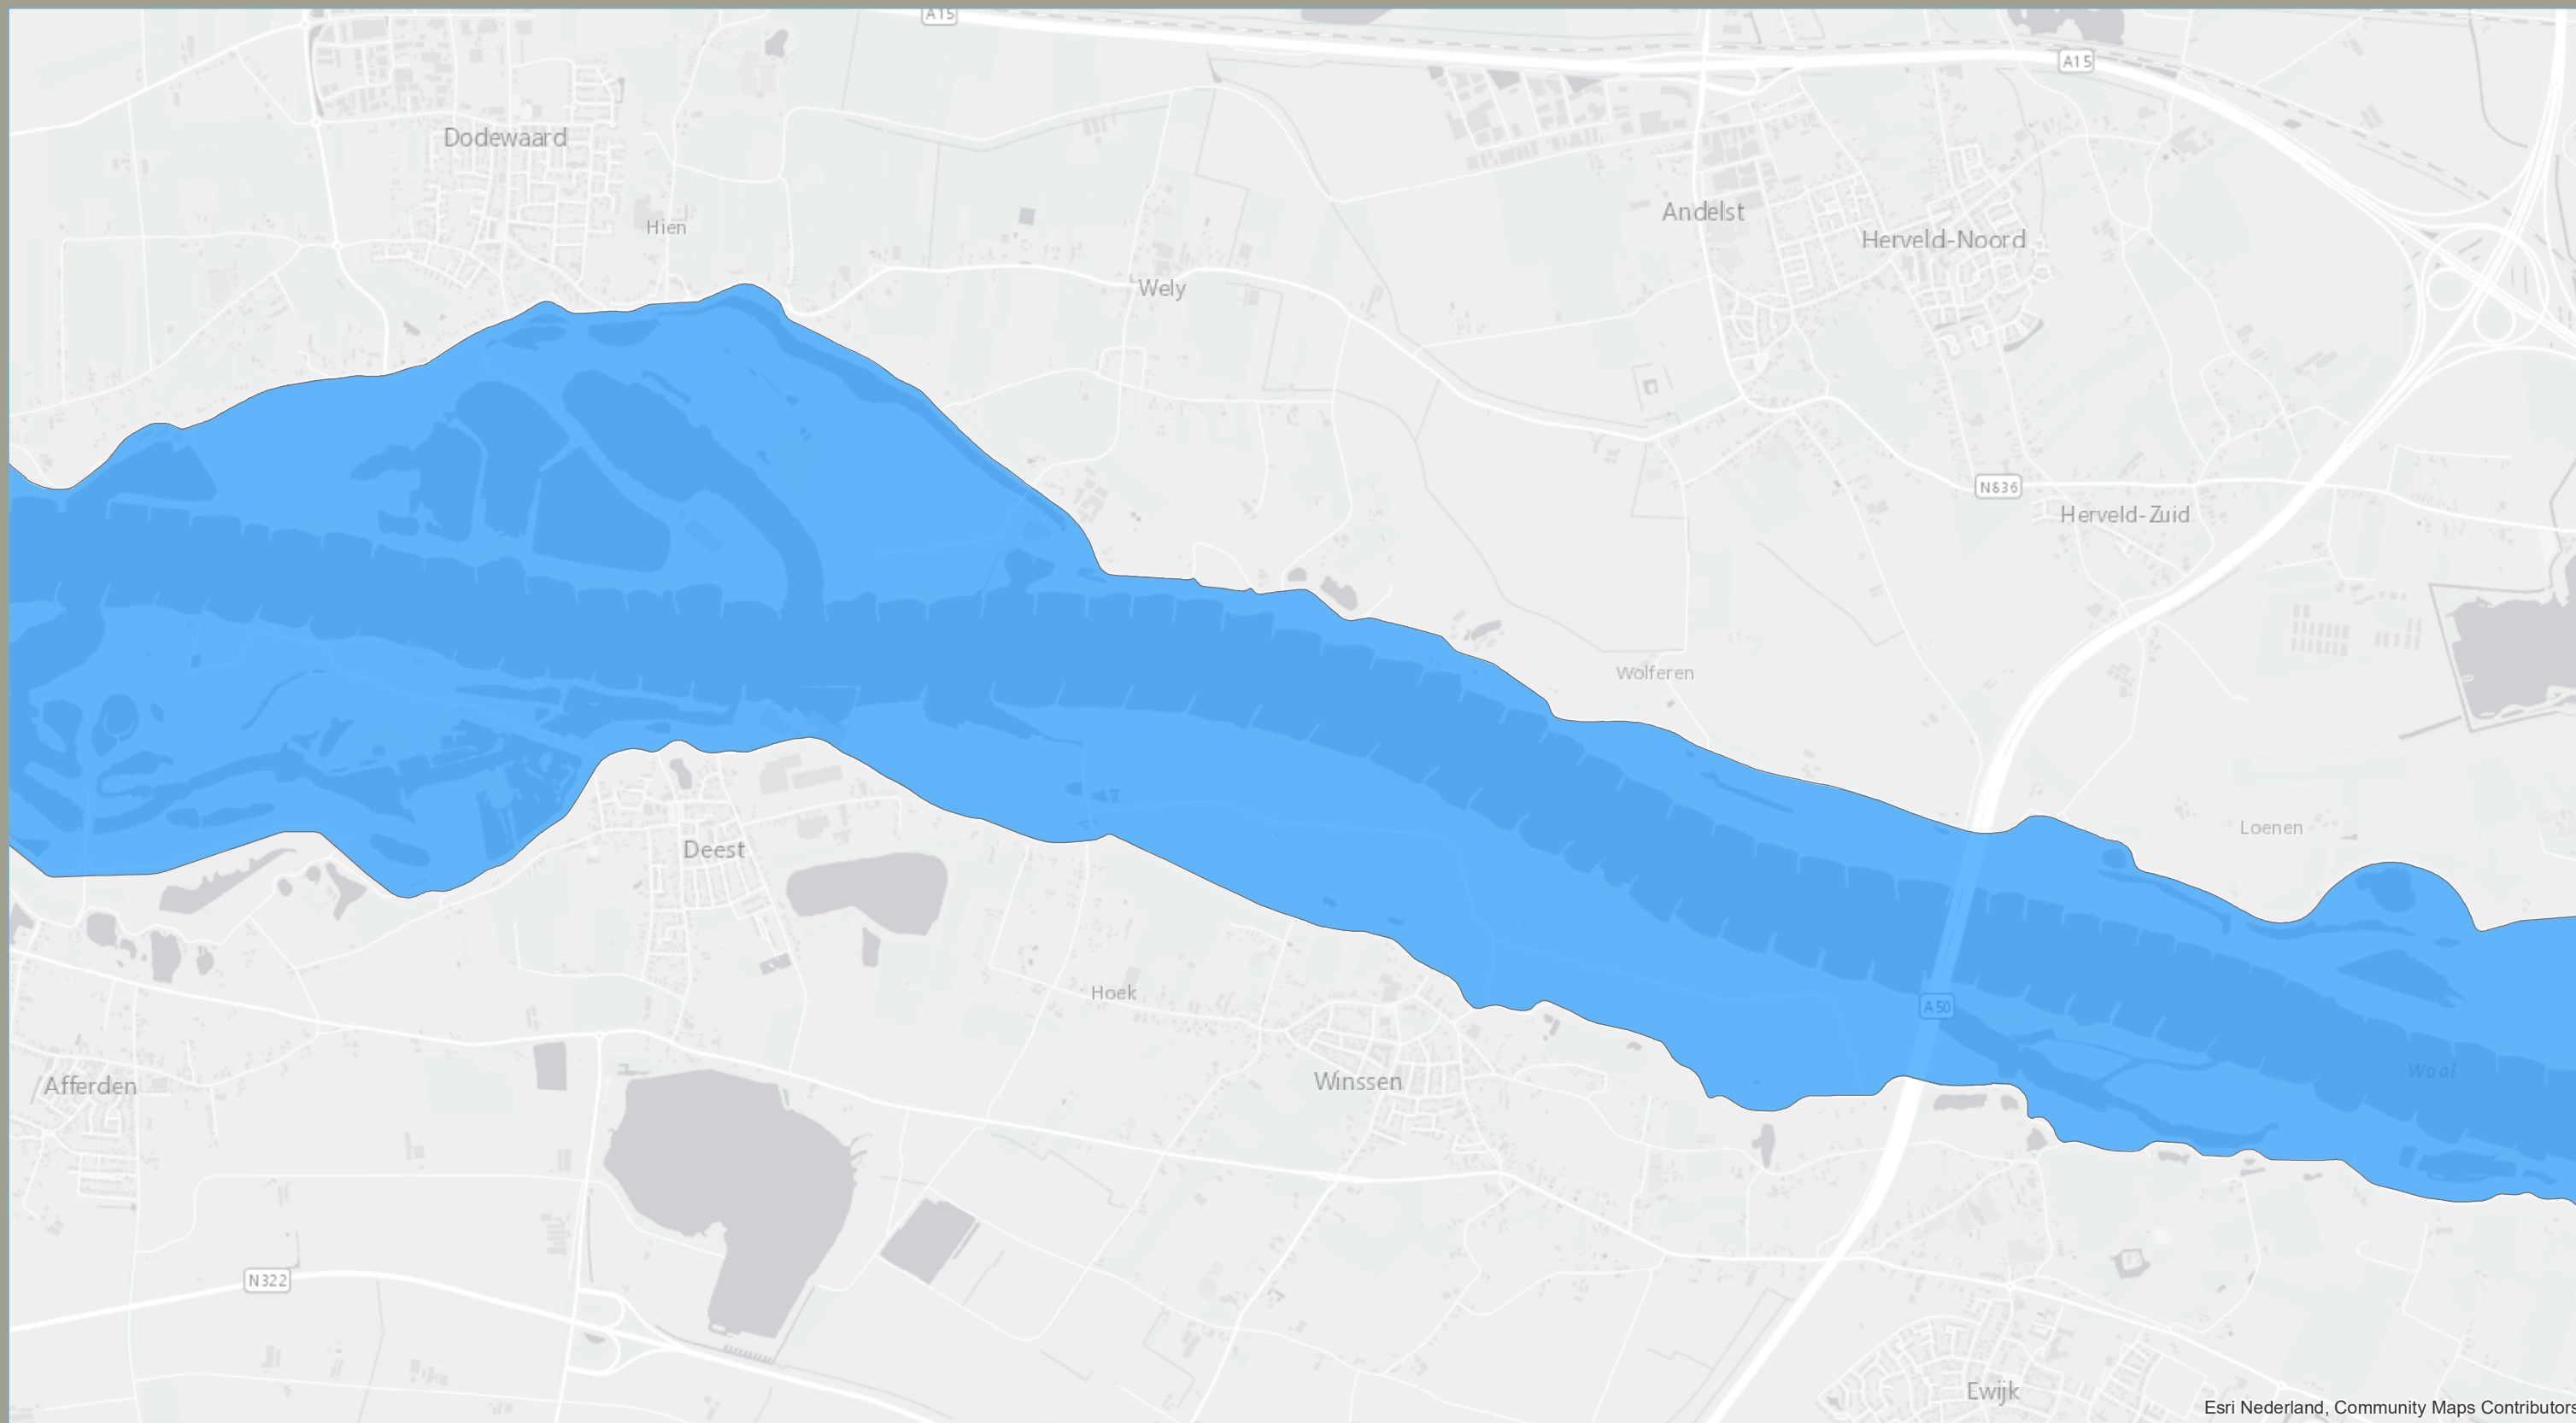 A15
A15
Dodewaard
Andelst
Hien
Herveld-Noord
Wely
N836
Herveld-Zuid
Wolferen
Loenen
Deest
Hoek
A50
Waal
Winssen
Afferden
N322
Ewijk
Esri Nederland, Community Maps Contributors